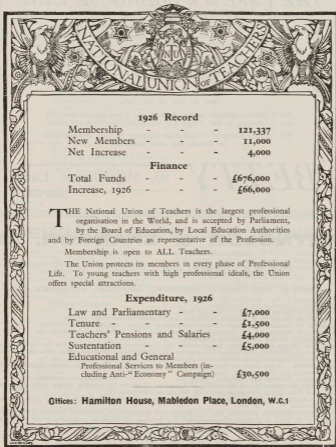 NATIONAL UNION OF TEACHERS
1926 Record
Membership - - - 121,337
New Members - - - 11,000
Net Increase - - - 4,000
Finance
Total Funds - - - £676,000
Increase, 1926 - - - £66,000
THE National Union of Teachers is the largest professional
organisation in the World, and is accepted by Parliament,
by the Board of Education, by Local Education Authorities
and by Foreign Countries as representative of the Profession.
Membership is open to ALL Teachers.
The Union protects its members in every phase of Professional
Life. To young teachers with high professional ideals, the Union
offers special attractions.
Expenditure, 1926
Law and Parliamentary - - £7,000
Tenure - - - - £1,500
Teachers' Pensions and Salaries £4,000
Sustentation - - - £5,000
Educational and General
Professional Services to Members (in-
cluding Anti-"Economy" Campaign) £30,500
Offices: Hamilton House, Mabledon Place, London, W.C.1